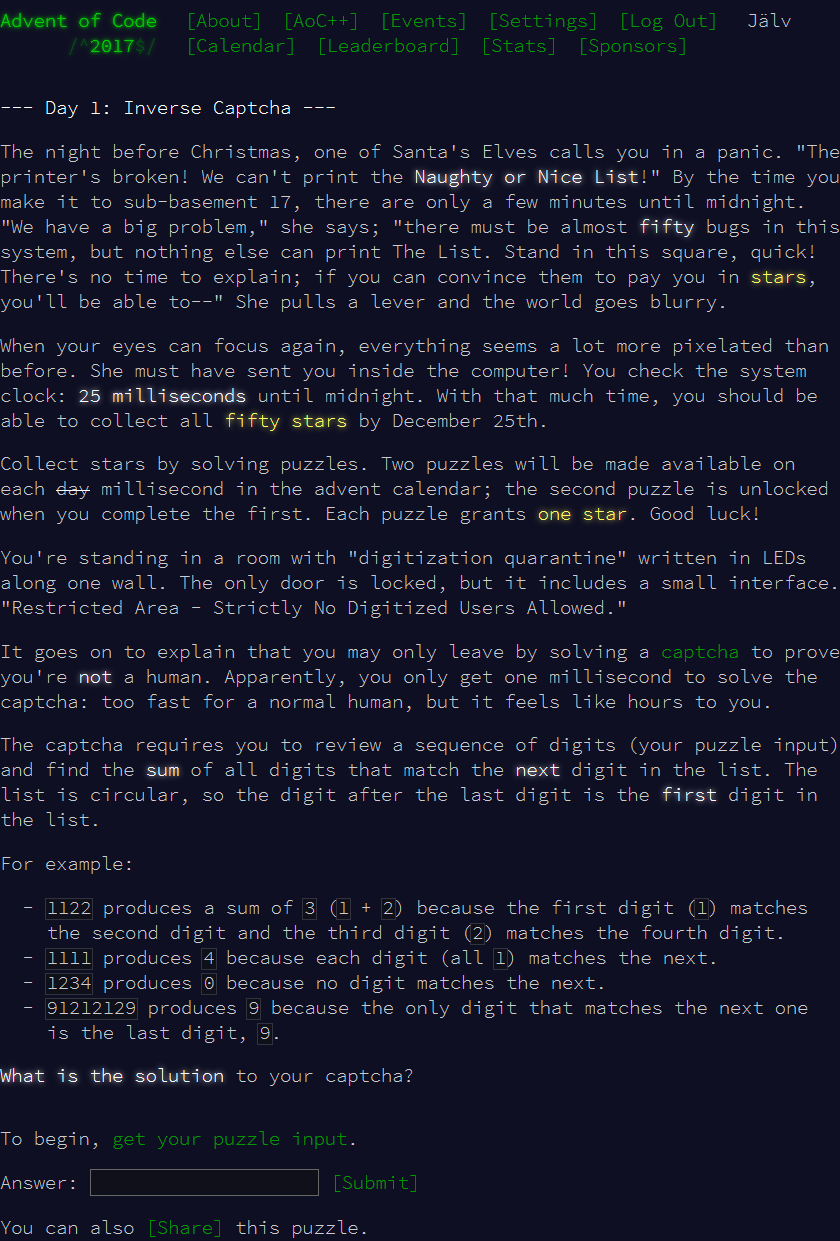 Advent of Code [About] [AoC++] [Events] [Settings] [Log Out] Jälv
/^2017$/ [Calendar] [Leaderboard] [Stats] [Sponsors]
--- Day 1: Inverse Captcha ---
The night before Christmas, one of Santa's Elves calls you in a panic. "The
printer's broken! We can't print the Naughty or Nice List!" By the time you
make it to sub-basement 17, there are only a few minutes until midnight.
"We have a big problem," she says; "there must be almost fifty bugs in this
system, but nothing else can print The List. Stand in this square, quick!
There's no time to explain; if you can convince them to pay you in stars,
you'll be able to--" She pulls a lever and the world goes blurry.
When your eyes can focus again, everything seems a lot more pixelated than
before. She must have sent you inside the computer! You check the system
clock: 25 milliseconds until midnight. With that much time, you should be
able to collect all fifty stars by December 25th.
Collect stars by solving puzzles. Two puzzles will be made available on
each day millisecond in the advent calendar; the second puzzle is unlocked
when you complete the first. Each puzzle grants one star. Good luck!
You're standing in a room with "digitization quarantine" written in LEDs
along one wall. The only door is locked, but it includes a small interface.
"Restricted Area - Strictly No Digitized Users Allowed."
It goes on to explain that you may only leave by solving a captcha to prove
you're not a human. Apparently, you only get one millisecond to solve the
captcha: too fast for a normal human, but it feels like hours to you.
The captcha requires you to review a sequence of digits (your puzzle input)
and find the sum of all digits that match the next digit in the list. The
list is circular, so the digit after the last digit is the first digit in
the list.
For example:
- 1122 produces a sum of 3 (1 + 2) because the first digit (1) matches
the second digit and the third digit (2) matches the fourth digit.
- 1111 produces 4 because each digit (all 1) matches the next.
- 1234 produces 0 because no digit matches the next.
- 91212129 produces 9 because the only digit that matches the next one
is the last digit, 9.
What is the solution to your captcha?
To begin, get your puzzle input.
Answer: [Submit]
You can also [Share] this puzzle.